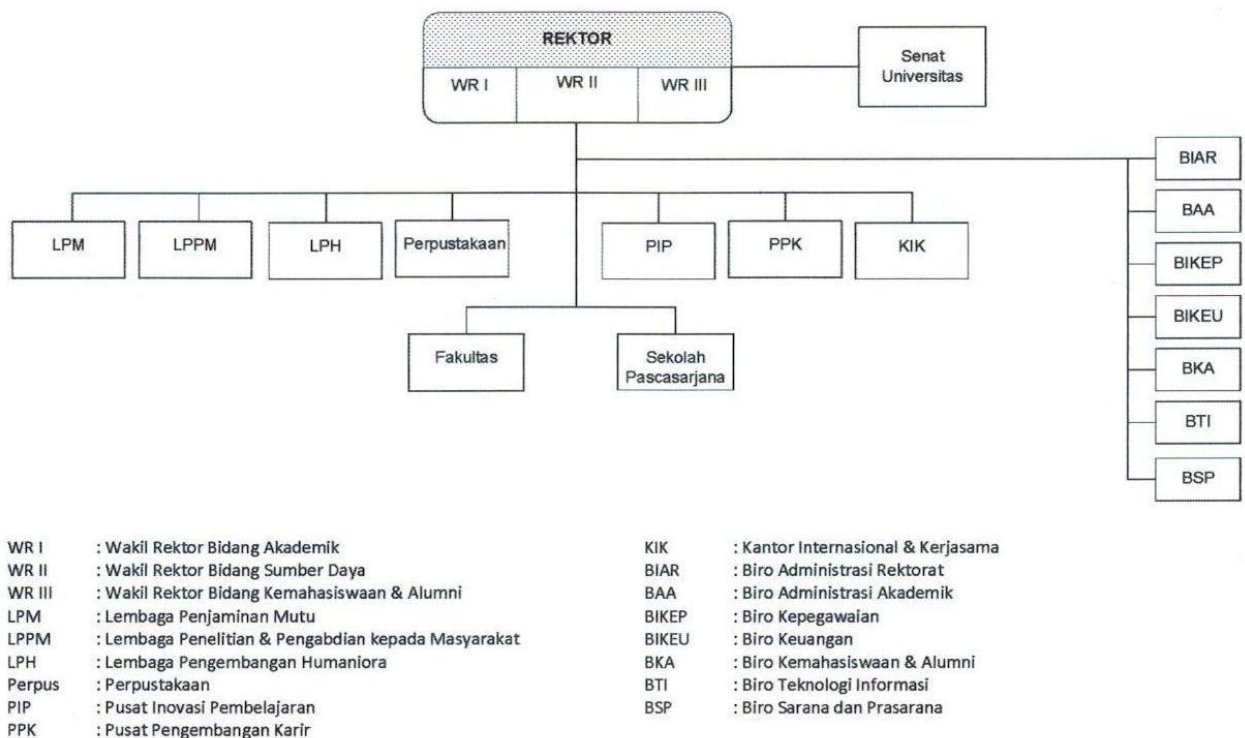 REKTOR
WR I
WR II
WR III
Senat
Universitas
BIAR
BAA
BIKEP
BIKEU
BKA
BTI
BSP
LPM
LPPM
LPH
Perpustakaan
PIP
PPK
KIK
Fakultas
Sekolah
Pascasarjana
WR I : Wakil Rektor Bidang Akademik
WR II : Wakil Rektor Bidang Sumber Daya
WR III : Wakil Rektor Bidang Kemahasiswaan & Alumni
LPM : Lembaga Penjaminan Mutu
LPPM : Lembaga Penelitian & Pengabdian kepada Masyarakat
LPH : Lembaga Pengembangan Humaniora
Perpus : Perpustakaan
PIP : Pusat Inovasi Pembelajaran
PPK : Pusat Pengembangan Karir
KIK : Kantor Internasional & Kerjasama
BIAR : Biro Administrasi Rektorat
BAA : Biro Administrasi Akademik
BIKEP : Biro Kepegawaian
BIKEU : Biro Keuangan
BKA : Biro Kemahasiswaan & Alumni
BTI : Biro Teknologi Informasi
BSP : Biro Sarana dan Prasarana